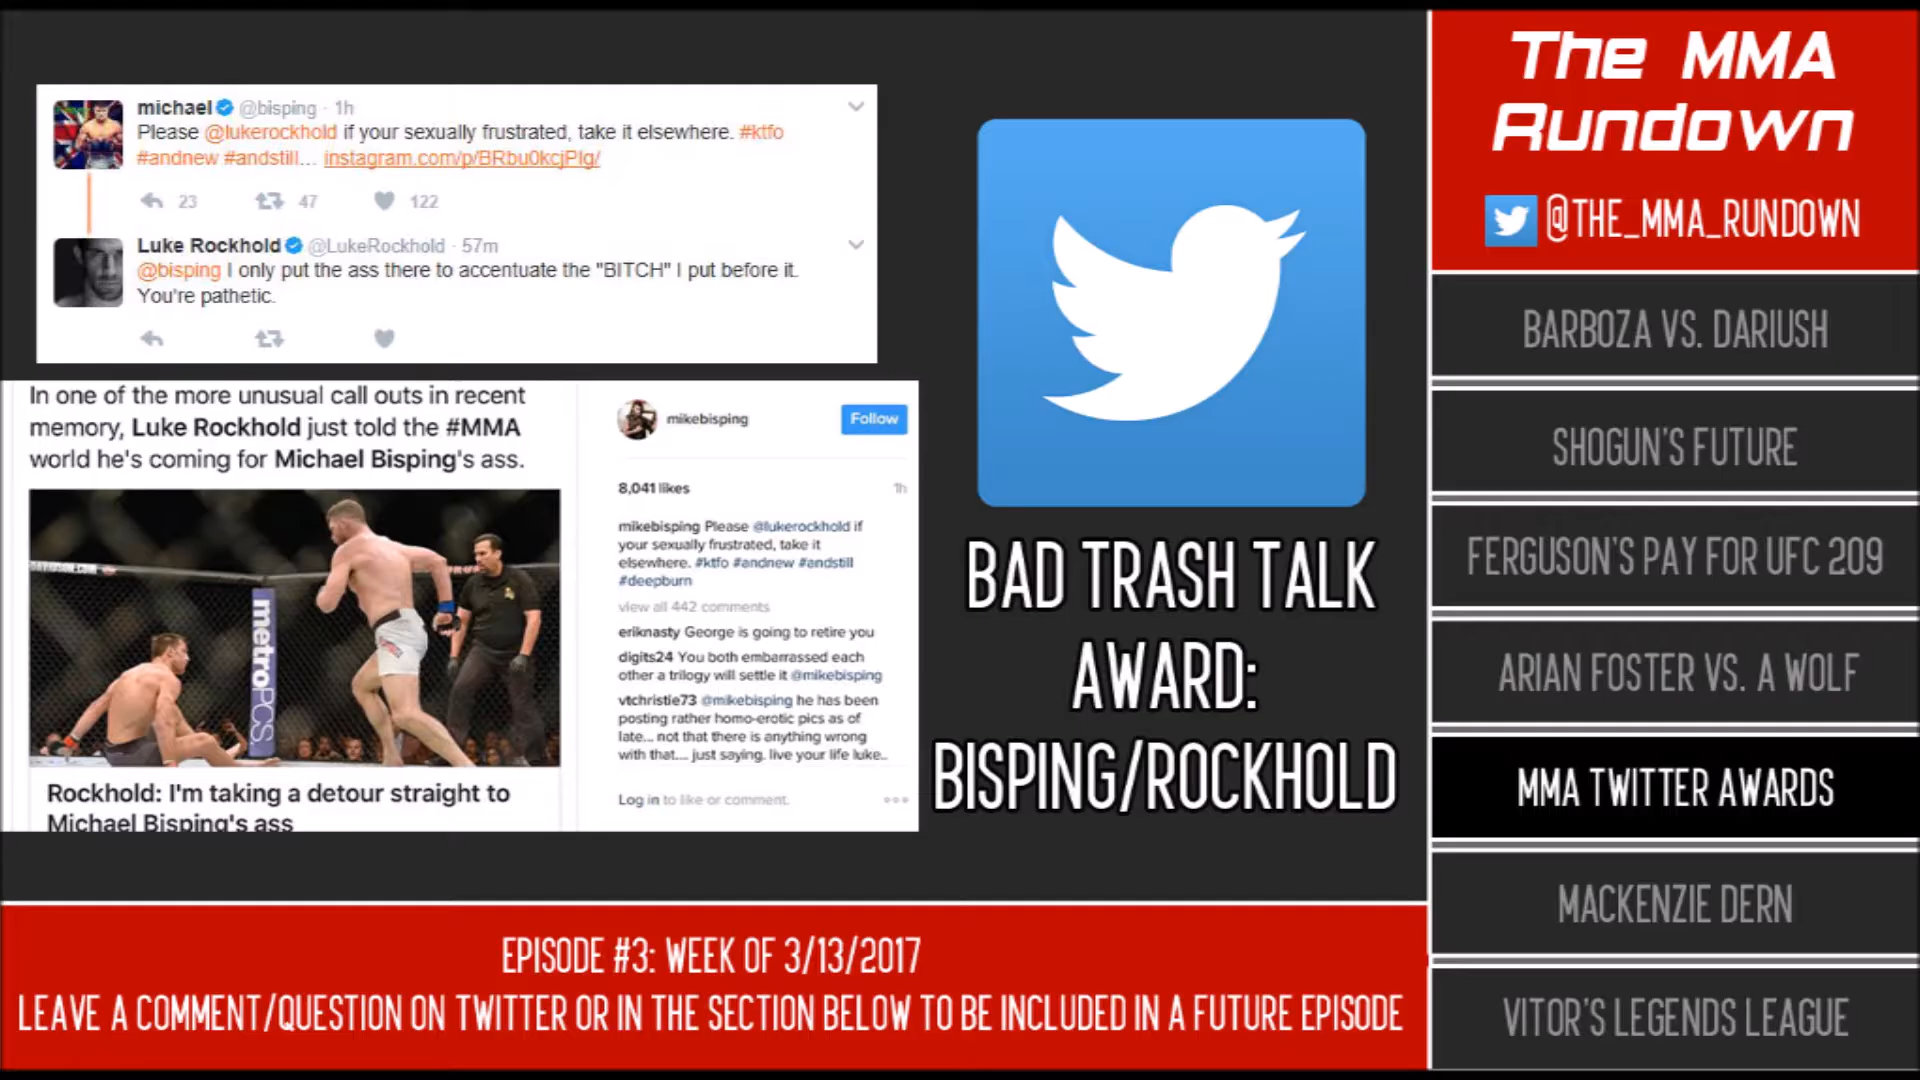 michael @bisping · 1h
Please @lukerockhold if your sexually frustrated, take it elsewhere. #ktfo
#andnew #andstill... instagram.com/p/BRbu0kcjPlg/
23 47 122
Luke Rockhold @LukeRockhold · 57m
@bisping I only put the ass there to accentuate the "BITCH" I put before it.
You're pathetic.
In one of the more unusual call outs in recent
memory, Luke Rockhold just told the #MMA
world he's coming for Michael Bisping's ass.
metroPCS.
Rockhold: I'm taking a detour straight to
Michael Bisping's ass
mikebisping
Follow
8,041 likes
1h
mikebisping Please @lukerockhold if
your sexually frustrated, take it
elsewhere. #ktfo #andnew #andstill
#deepburn
view all 442 comments
eriknasty George is going to retire you
digits24 You both embarrassed each
other a trilogy will settle it @mikebisping
vtchristie73 @mikebisping he has been
posting rather homo-erotic pics as of
late... not that there is anything wrong
with that.... just saying. live your life luke..
Log in to like or comment.
BAD TRASH TALK
AWARD:
BISPING/ROCKHOLD
The MMA
Rundown
@THE_MMA_RUNDOWN
BARBOZA VS. DARIUSH
SHOGUN'S FUTURE
FERGUSON'S PAY FOR UFC 209
ARIAN FOSTER VS. A WOLF
MMA TWITTER AWARDS
MACKENZIE DERN
VITOR'S LEGENDS LEAGUE
EPISODE #3: WEEK OF 3/13/2017
LEAVE A COMMENT/QUESTION ON TWITTER OR IN THE SECTION BELOW TO BE INCLUDED IN A FUTURE EPISODE